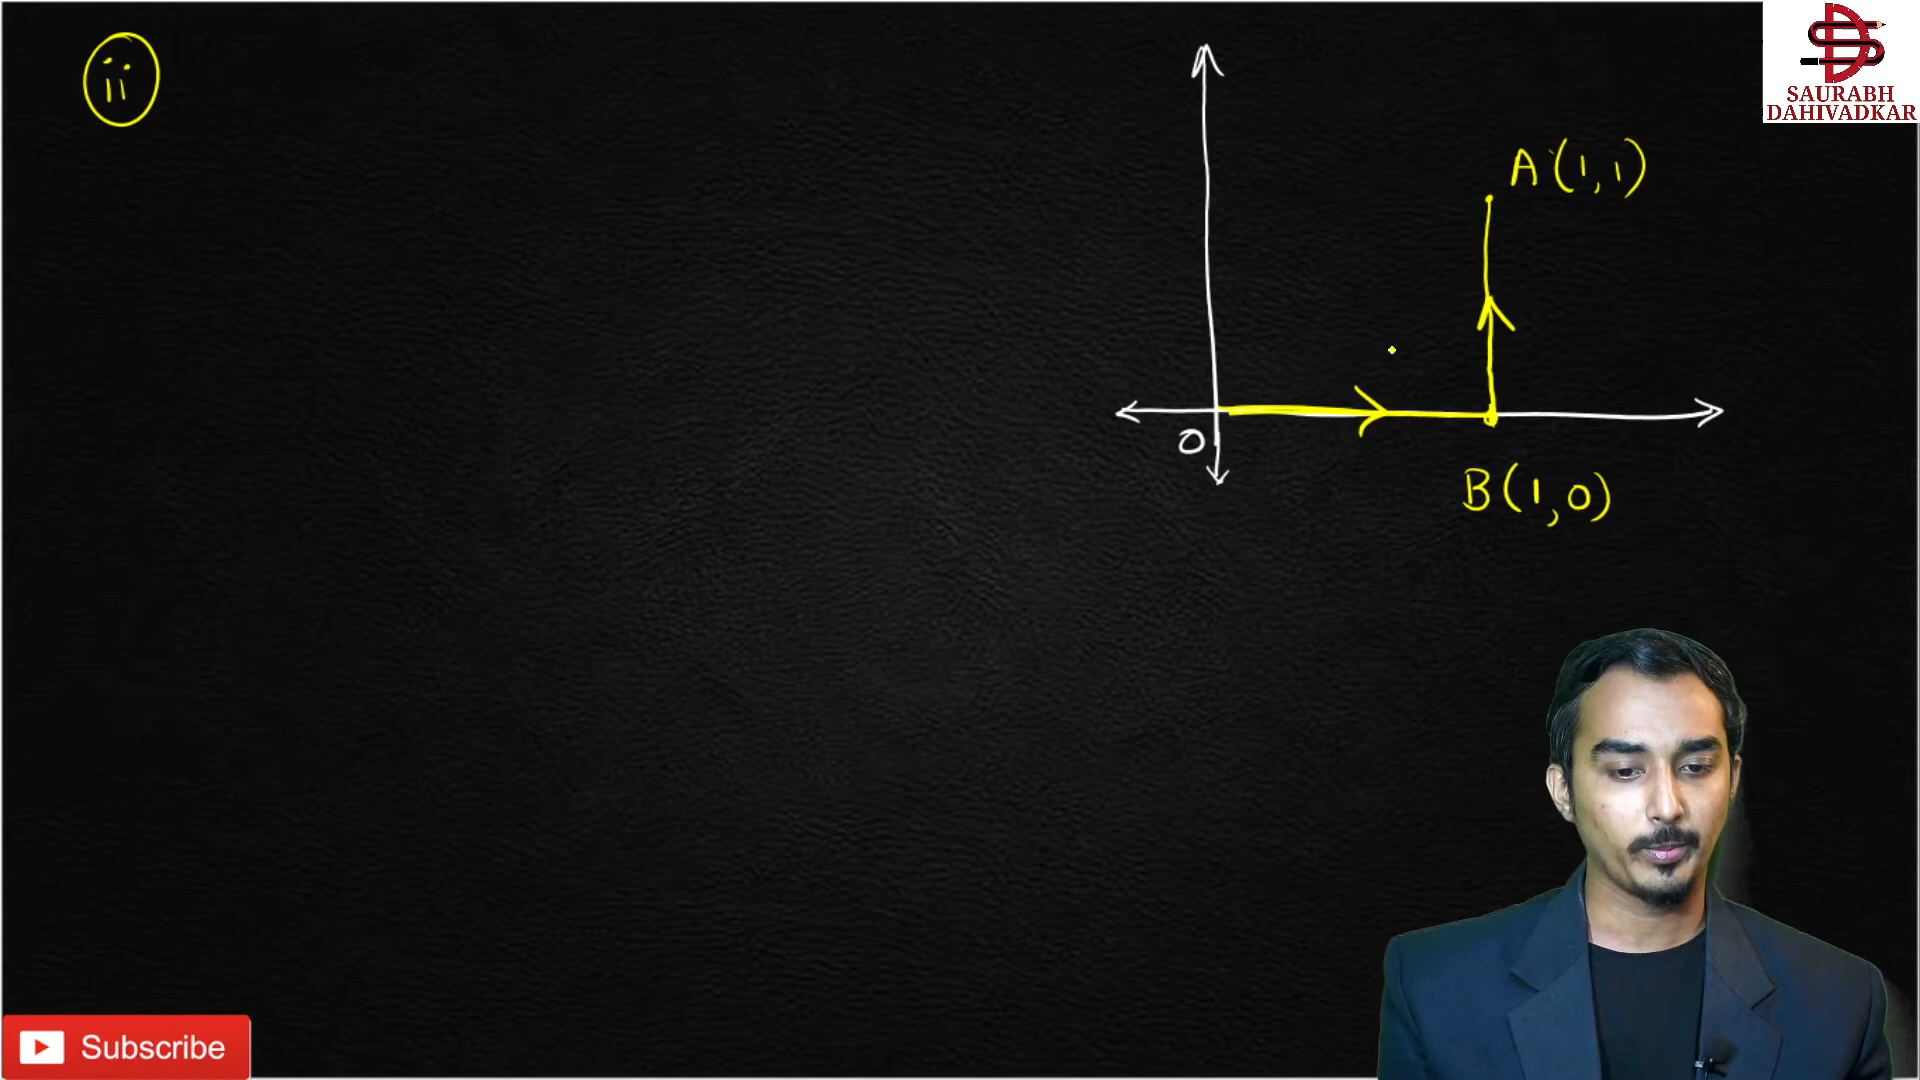 ii
SAURABH
DAHIVADKAR
A(1,1)
O
B(1,0)
Subscribe